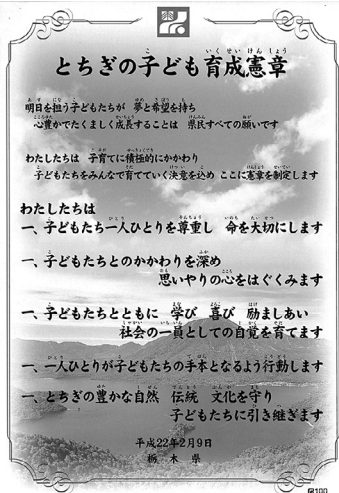 とちぎの子ども育成憲章
明日を担う子どもたちが 夢と希望を持ち
心豊かでたくましく成長することは 県民すべての願いです
わたしたちは 子育てに積極的にかかわり
子どもたちをみんなで育てていく決意を込め ここに憲章を制定します
わたしたちは
一、子どもたち一人ひとりを尊重し 命を大切にします
一、子どもたちとのかかわりを深め
思いやりの心をはぐくみます
一、子どもたちとともに 学び 喜び 励ましあい
社会の一員としての自覚を育てます
一、一人ひとりが子どもたちの手本となるよう行動します
一、とちぎの豊かな自然 伝統 文化を守り
子どもたちに引き継ぎます
平成22年2月9日
栃木県
R100